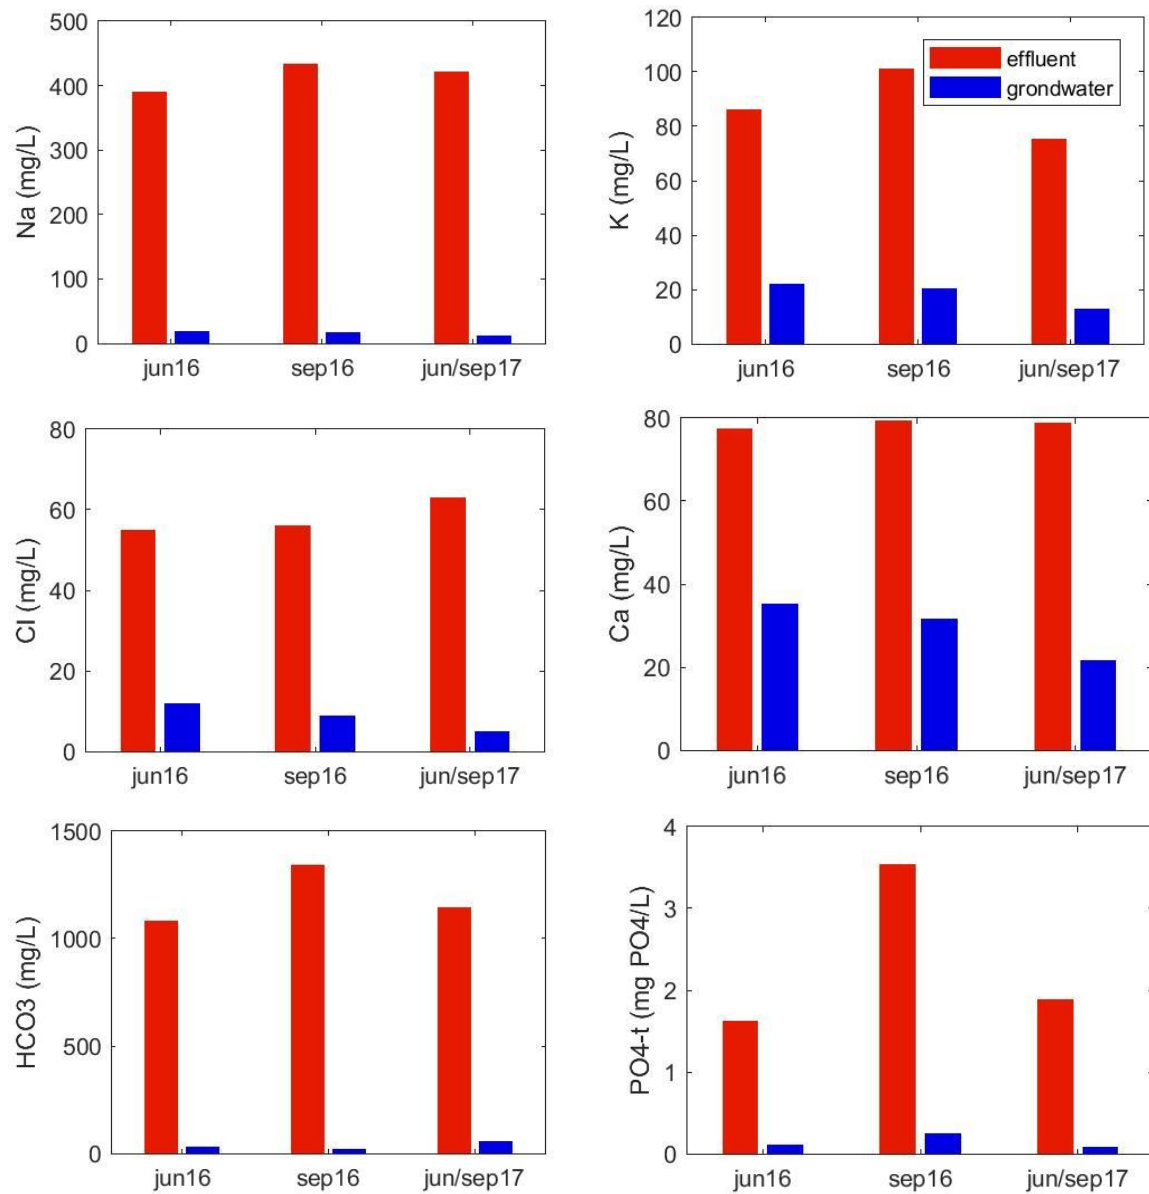 500
400
300
200
100
0
Na (mg/L)
jun16 sep16 jun/sep17
120
100
80
60
40
20
0
K (mg/L)
effluent
grondwater
jun16 sep16 jun/sep17
80
60
40
20
0
Cl (mg/L)
jun16 sep16 jun/sep17
80
60
40
20
0
Ca (mg/L)
jun16 sep16 jun/sep17
1500
1000
500
0
HCO3 (mg/L)
jun16 sep16 jun/sep17
4
3
2
1
0
PO4-t (mg PO4/L)
jun16 sep16 jun/sep17